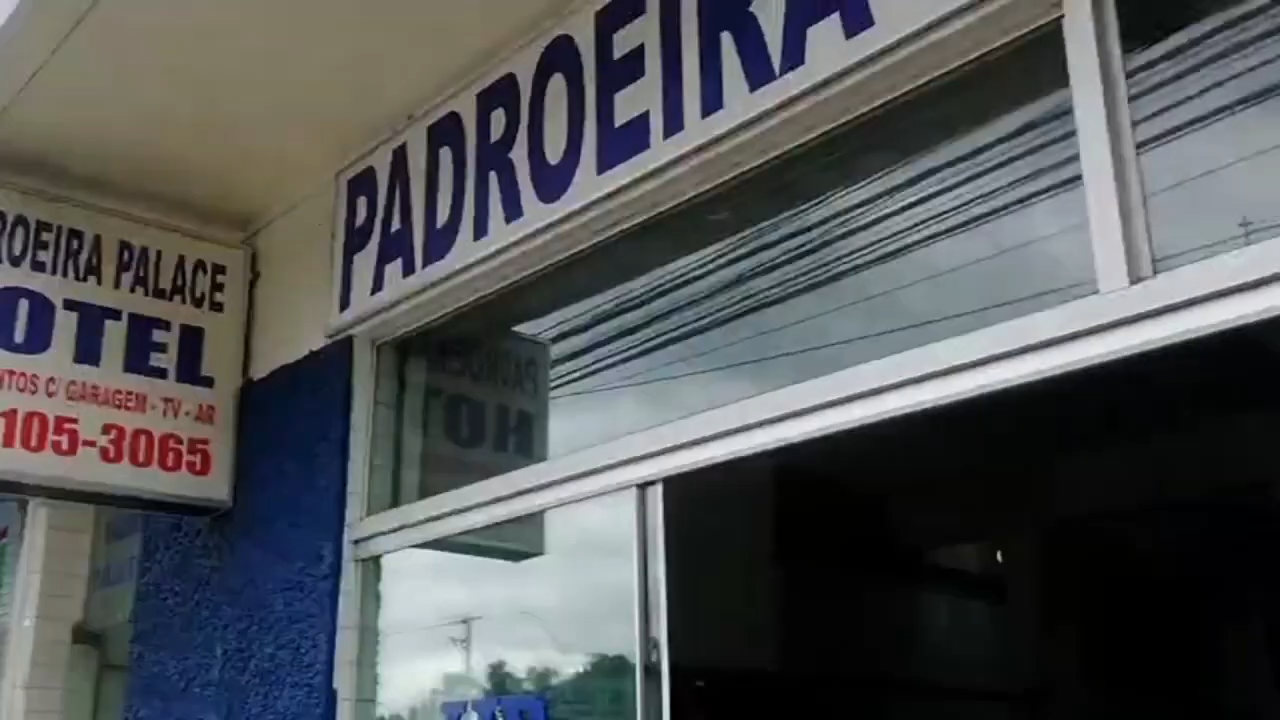 PADROEIRA
ROEIRA PALACE
OTEL
NTOS C/ GARAGEM - TV - AR
105-3065